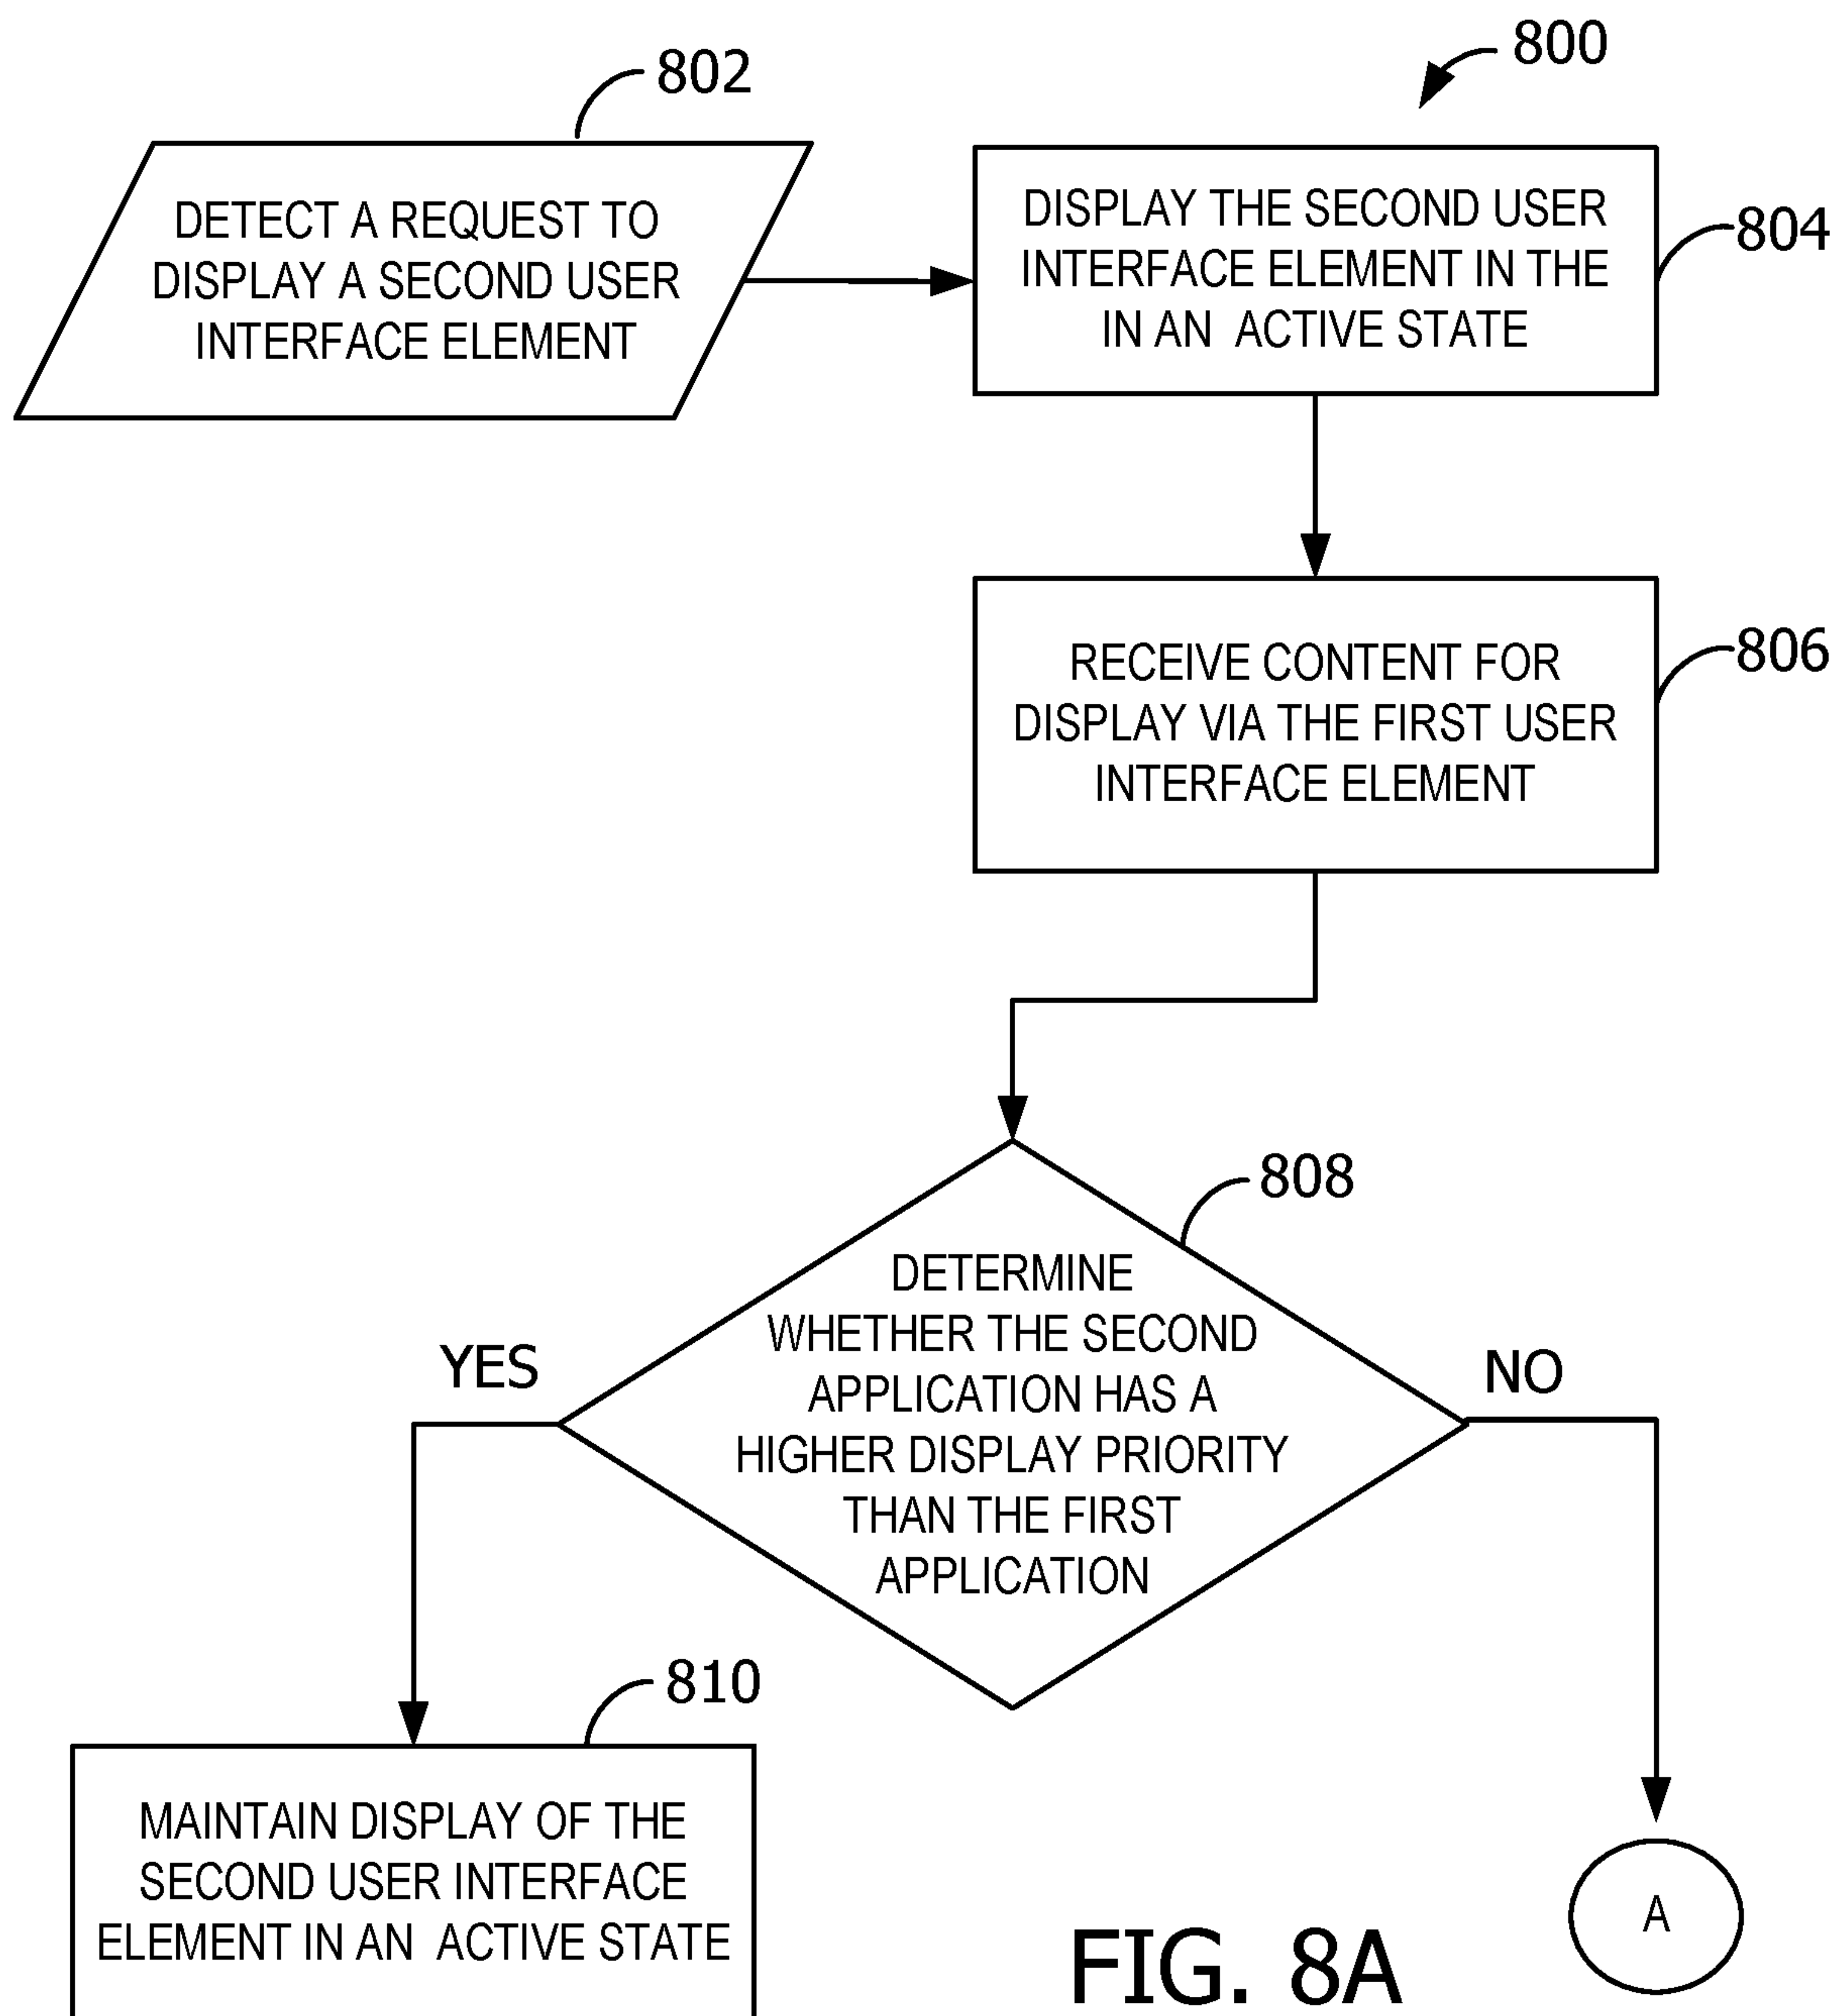 800
802
DETECT A REQUEST TO
DISPLAY A SECOND USER
INTERFACE ELEMENT
DISPLAY THE SECOND USER
INTERFACE ELEMENT IN THE
IN AN ACTIVE STATE
804
RECEIVE CONTENT FOR
DISPLAY VIA THE FIRST USER
INTERFACE ELEMENT
806
808
DETERMINE
WHETHER THE SECOND
APPLICATION HAS A
HIGHER DISPLAY PRIORITY
THAN THE FIRST
APPLICATION
YES
NO
810
MAINTAIN DISPLAY OF THE
SECOND USER INTERFACE
ELEMENT IN AN ACTIVE STATE
A
FIG. 8A